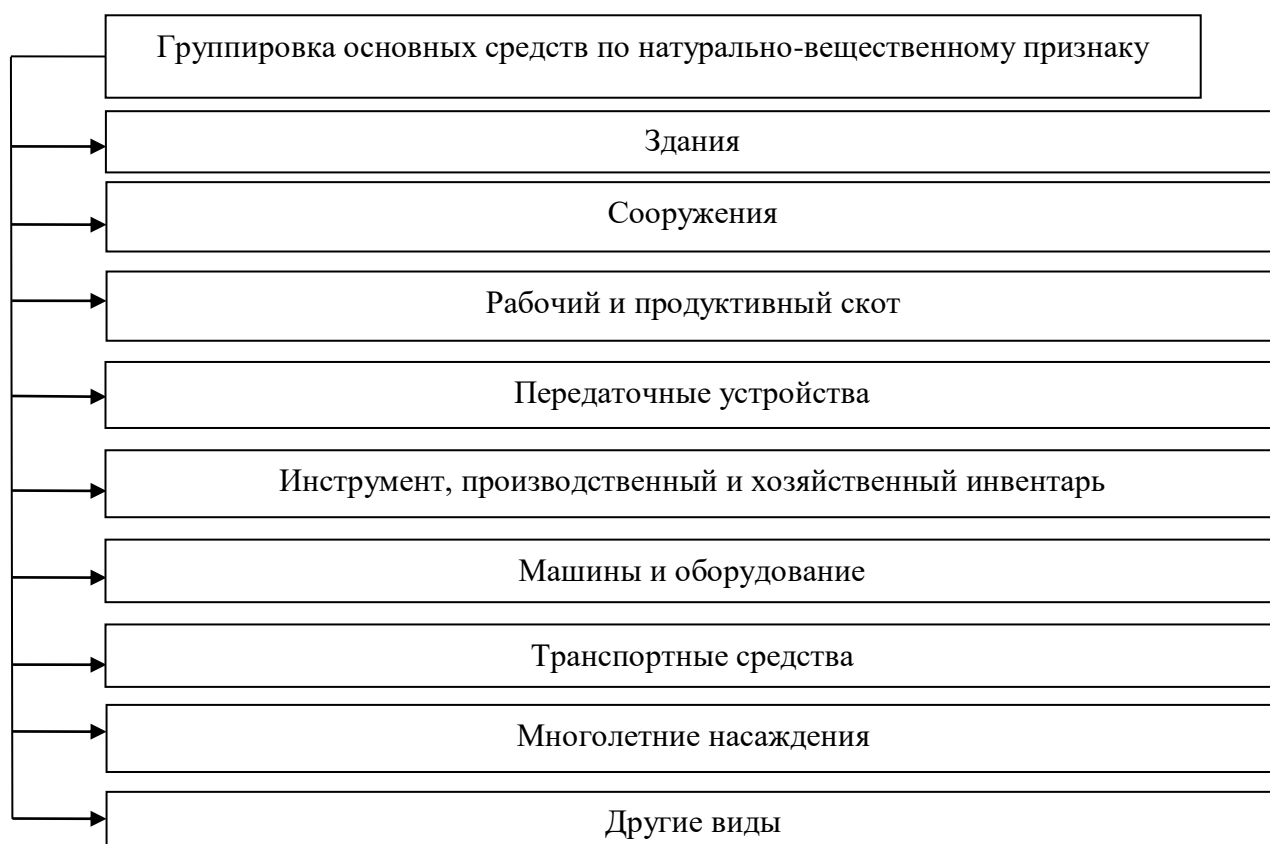 Группировка основных средств по натурально-вещественному признаку
Здания
Сооружения
Рабочий и продуктивный скот
Передаточные устройства
Инструмент, производственный и хозяйственный инвентарь
Машины и оборудование
Транспортные средства
Многолетние насаждения
Другие виды